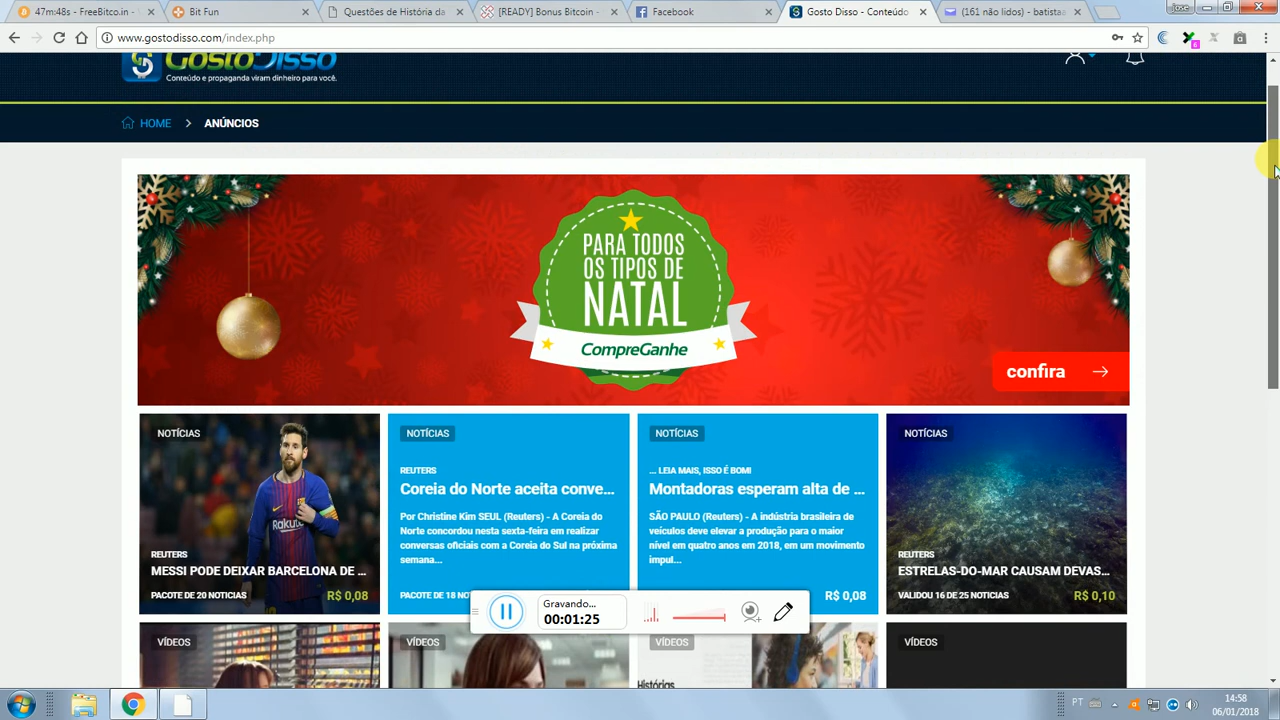 47m:48s - FreeBitco.in -
Bit Fun
Questões de História da
[READY] Bonus Bitcoin -
Facebook
Gosto Disso - Conteúdo
(161 não lidos) - batistaa
Jose
www.gostodisso.com/index.php
6
GostoDisso
Conteúdo e propaganda viram dinheiro para você.
HOME > ANÚNCIOS
PARA TODOS
OS TIPOS DE
NATAL
CompreGanhe
confira
NOTÍCIAS
REUTERS
MESSI PODE DEIXAR BARCELONA DE ...
PACOTE DE 20 NOTICIAS R$ 0,08
NOTÍCIAS
REUTERS
Coreia do Norte aceita conve...
Por Christine Kim SEUL (Reuters) - A Coreia do
Norte concordou nesta sexta-feira em realizar
conversas oficiais com a Coreia do Sul na próxima
semana...
PACOTE DE 18 NO
NOTÍCIAS
... LEIA MAIS, ISSO É BOM!
Montadoras esperam alta de ...
SÃO PAULO (Reuters) - A indústria brasileira de
veículos deve elevar a produção para o maior
nível em quatro anos em 2018, em um movimento
impul...
R$ 0,08
NOTÍCIAS
REUTERS
ESTRELAS-DO-MAR CAUSAM DEVAS...
VALIDOU 16 DE 25 NOTICIAS R$ 0,10
Gravando...
00:01:25
VÍDEOS
VÍDEOS
VÍDEOS
Histórias
VÍDEOS
PT
14:58
06/01/2018